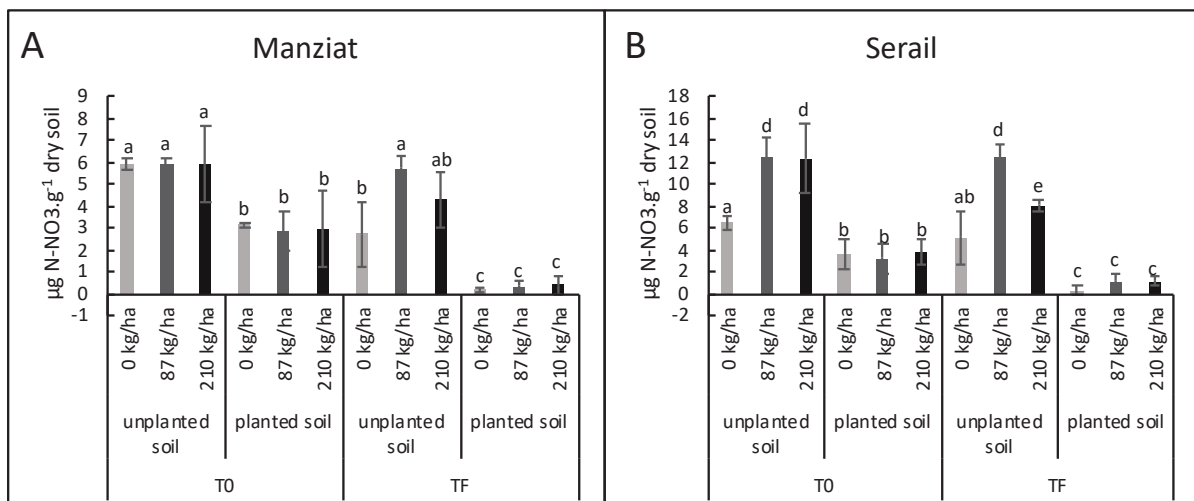 A
Manziat
µg N-NO3.g-1 dry soil
9
8
7
6
5
4
3
2
1
0
-1
a
a
a
b
b
b
b
a
ab
c
c
c
0 kg/ha
87 kg/ha
210 kg/ha
0 kg/ha
87 kg/ha
210 kg/ha
0 kg/ha
87 kg/ha
210 kg/ha
0 kg/ha
87 kg/ha
210 kg/ha
unplanted
soil
planted soil
unplanted
soil
planted soil
T0
TF
B
Serail
µg N-NO3.g-1 dry soil
18
16
14
12
10
8
6
4
2
0
-2
a
d
d
b
b
b
ab
d
e
c
c
c
0 kg/ha
87 kg/ha
210 kg/ha
0 kg/ha
87 kg/ha
210 kg/ha
0 kg/ha
87 kg/ha
210 kg/ha
0 kg/ha
87 kg/ha
210 kg/ha
unplanted
soil
planted soil
unplanted
soil
planted soil
T0
TF